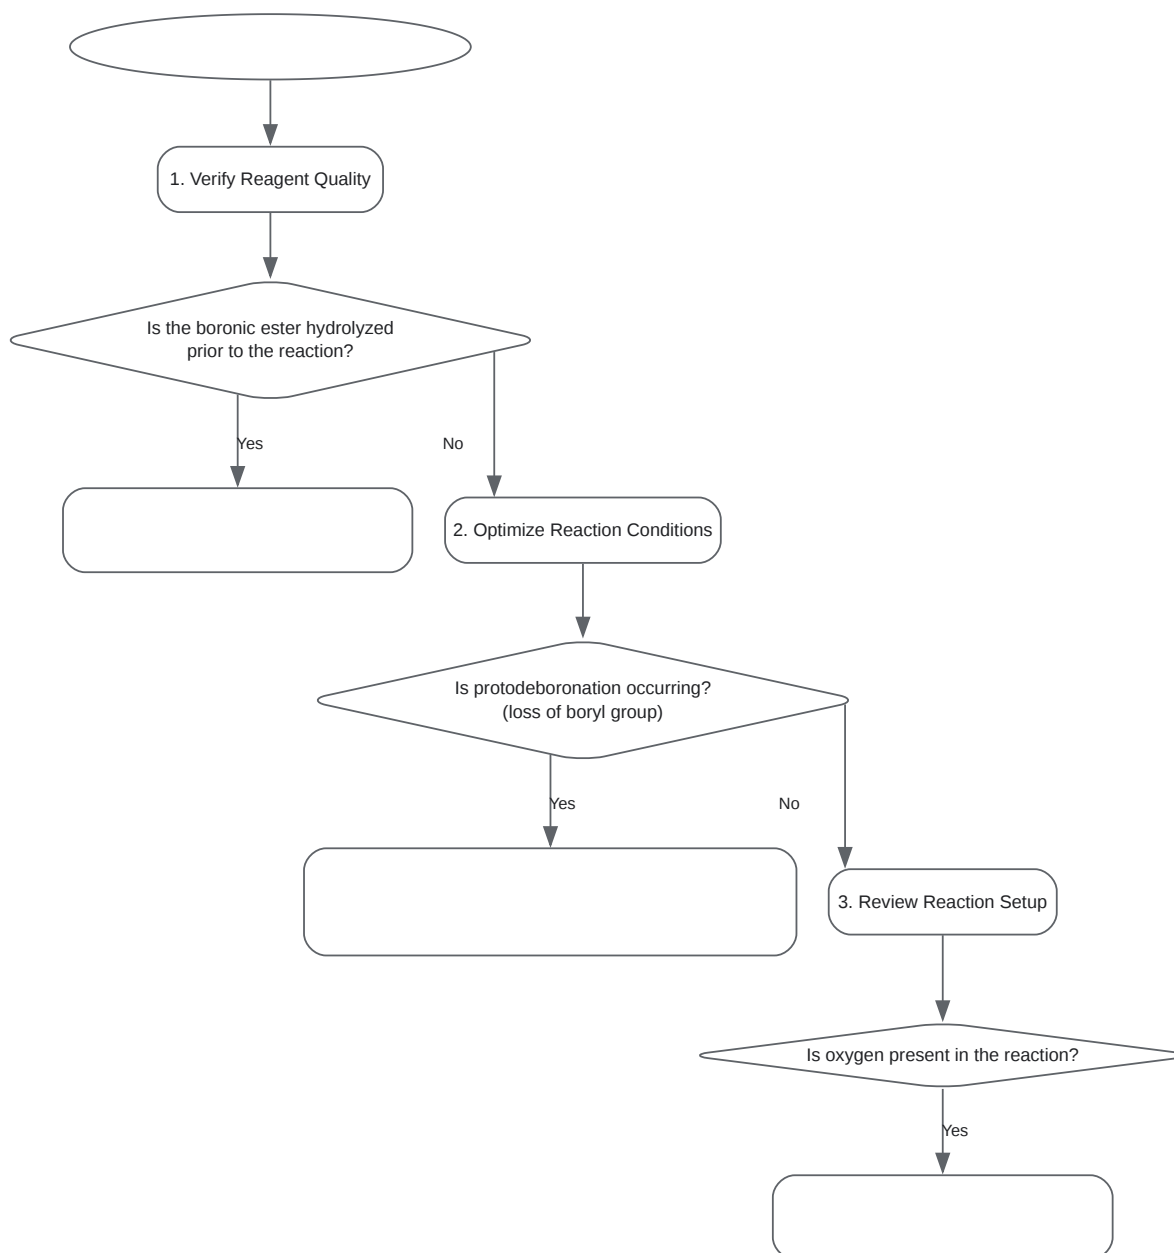 1. Verify Reagent Quality
Is the boronic ester hydrolyzed
prior to the reaction?
Yes
No
2. Optimize Reaction Conditions
Is protodeboronation occurring?
(loss of boryl group)
Yes
No
3. Review Reaction Setup
Is oxygen present in the reaction?
Yes